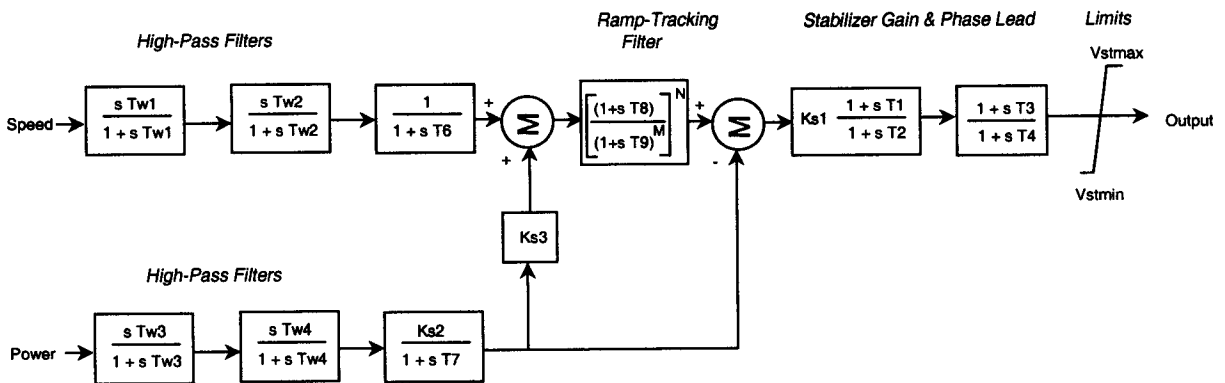 Ramp-Tracking
Filter
Stabilizer Gain & Phase Lead
Limits
High-Pass Filters
Vstmax
Speed
s Tw1
1 + s Tw1
s Tw2
1 + s Tw2
1
1 + s T6
+
Σ
+
(1+s T8)
(1+s T9)
M
N
+
Σ
-
Ks1
1 + s T1
1 + s T2
1 + s T3
1 + s T4
Output
Vstmin
Ks3
High-Pass Filters
Power
s Tw3
1 + s Tw3
s Tw4
1 + s Tw4
Ks2
1 + s T7